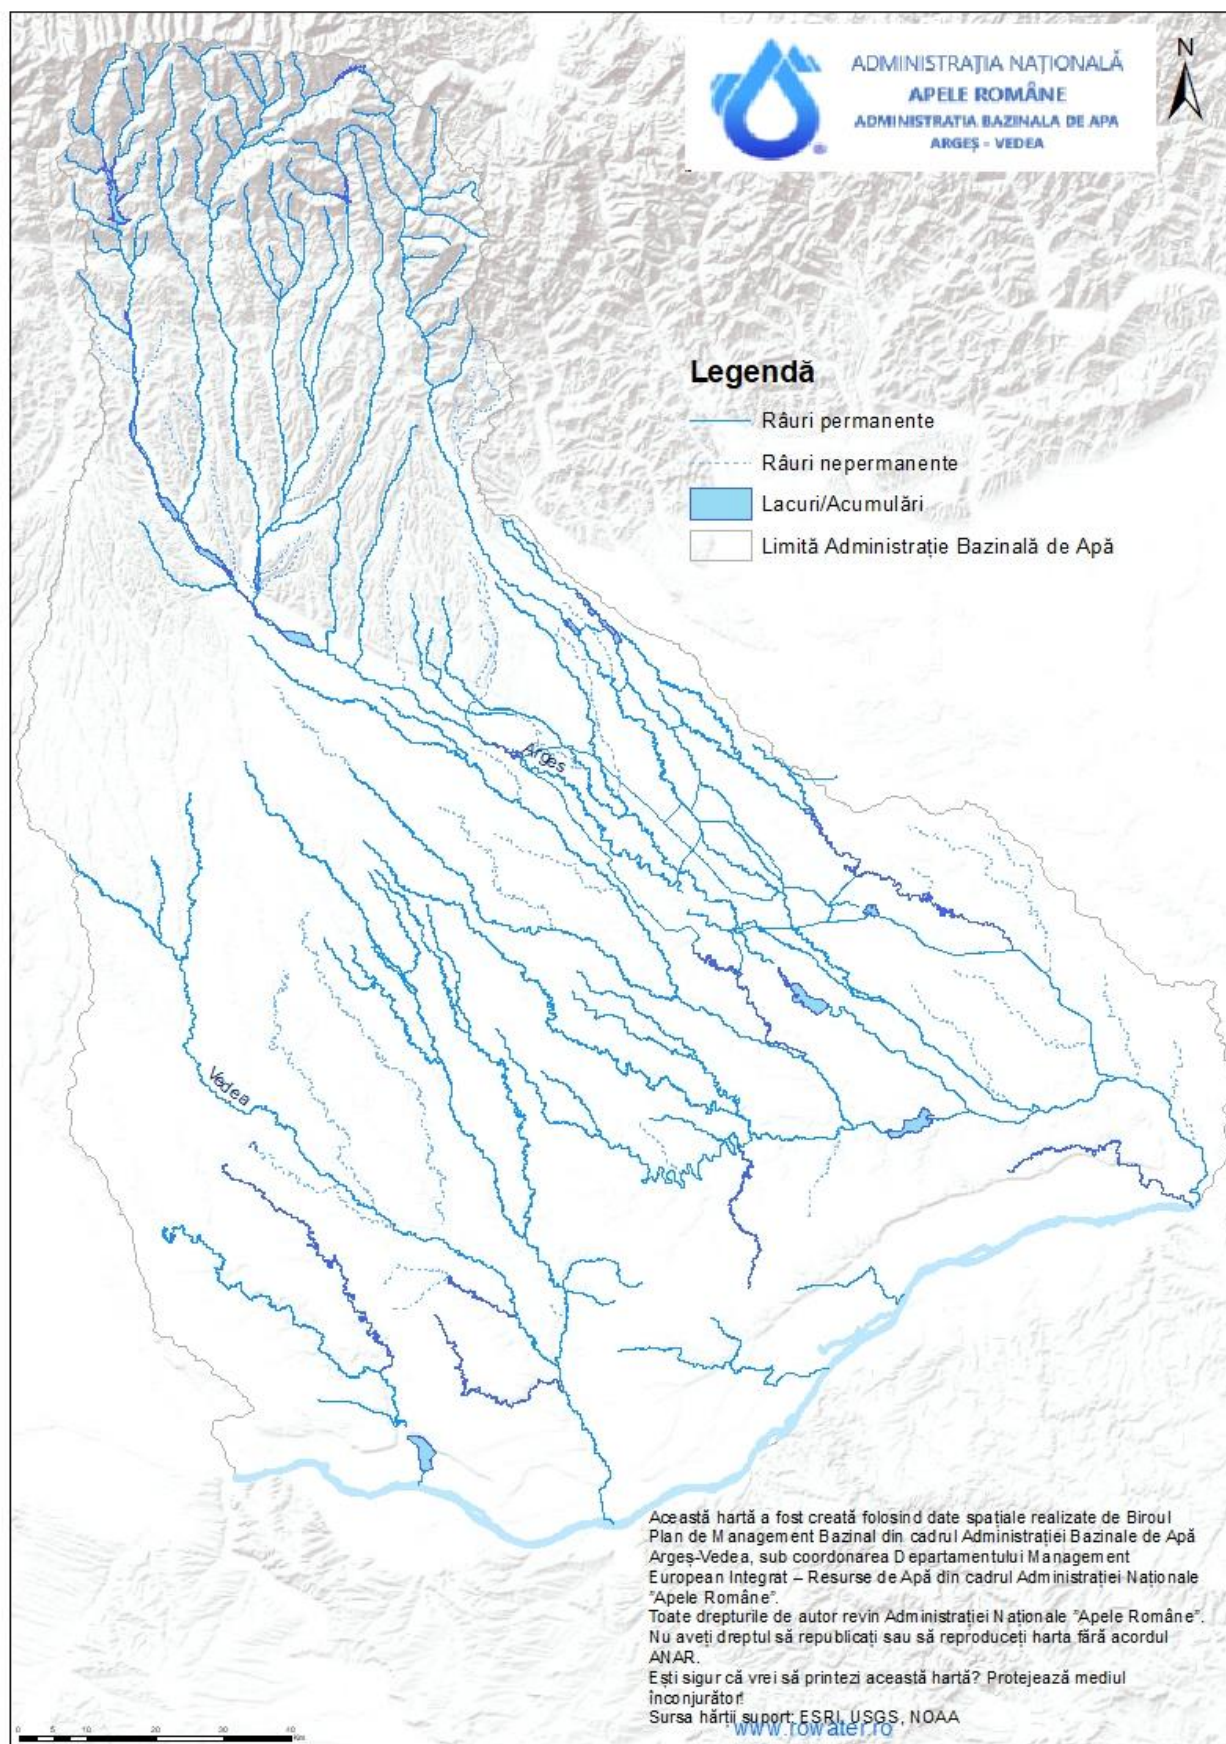 ADMINISTRAȚIA NAȚIONALĂ
APELE ROMÂNE
ADMINISTRATIA BAZINALA DE APA
ARGEȘ - VEDEA
®
N
Legendă
Râuri permanente
Râuri nepermanente
Lacuri/Acumulări
Limită Administrație Bazinală de Apă
Argeș
Vedea
Această hartă a fost creată folosind date spațiale realizate de Biroul
Plan de Management Bazinal din cadrul Administrației Bazinale de Apă
Argeș-Vedea, sub coordonarea Departamentului Management
European Integrat – Resurse de Apă din cadrul Administrației Naționale
"Apele Române".
Toate drepturile de autor revin Administrației Naționale "Apele Române".
Nu aveți dreptul să republicați sau să reproduceți harta fără acordul
ANAR.
Ești sigur că vrei să printezi această hartă? Protejează mediul
înconjurător!
Sursa hărții suport: ESRI, USGS, NOAA
www.rowater.ro
0 5 10 20 30 40
Km